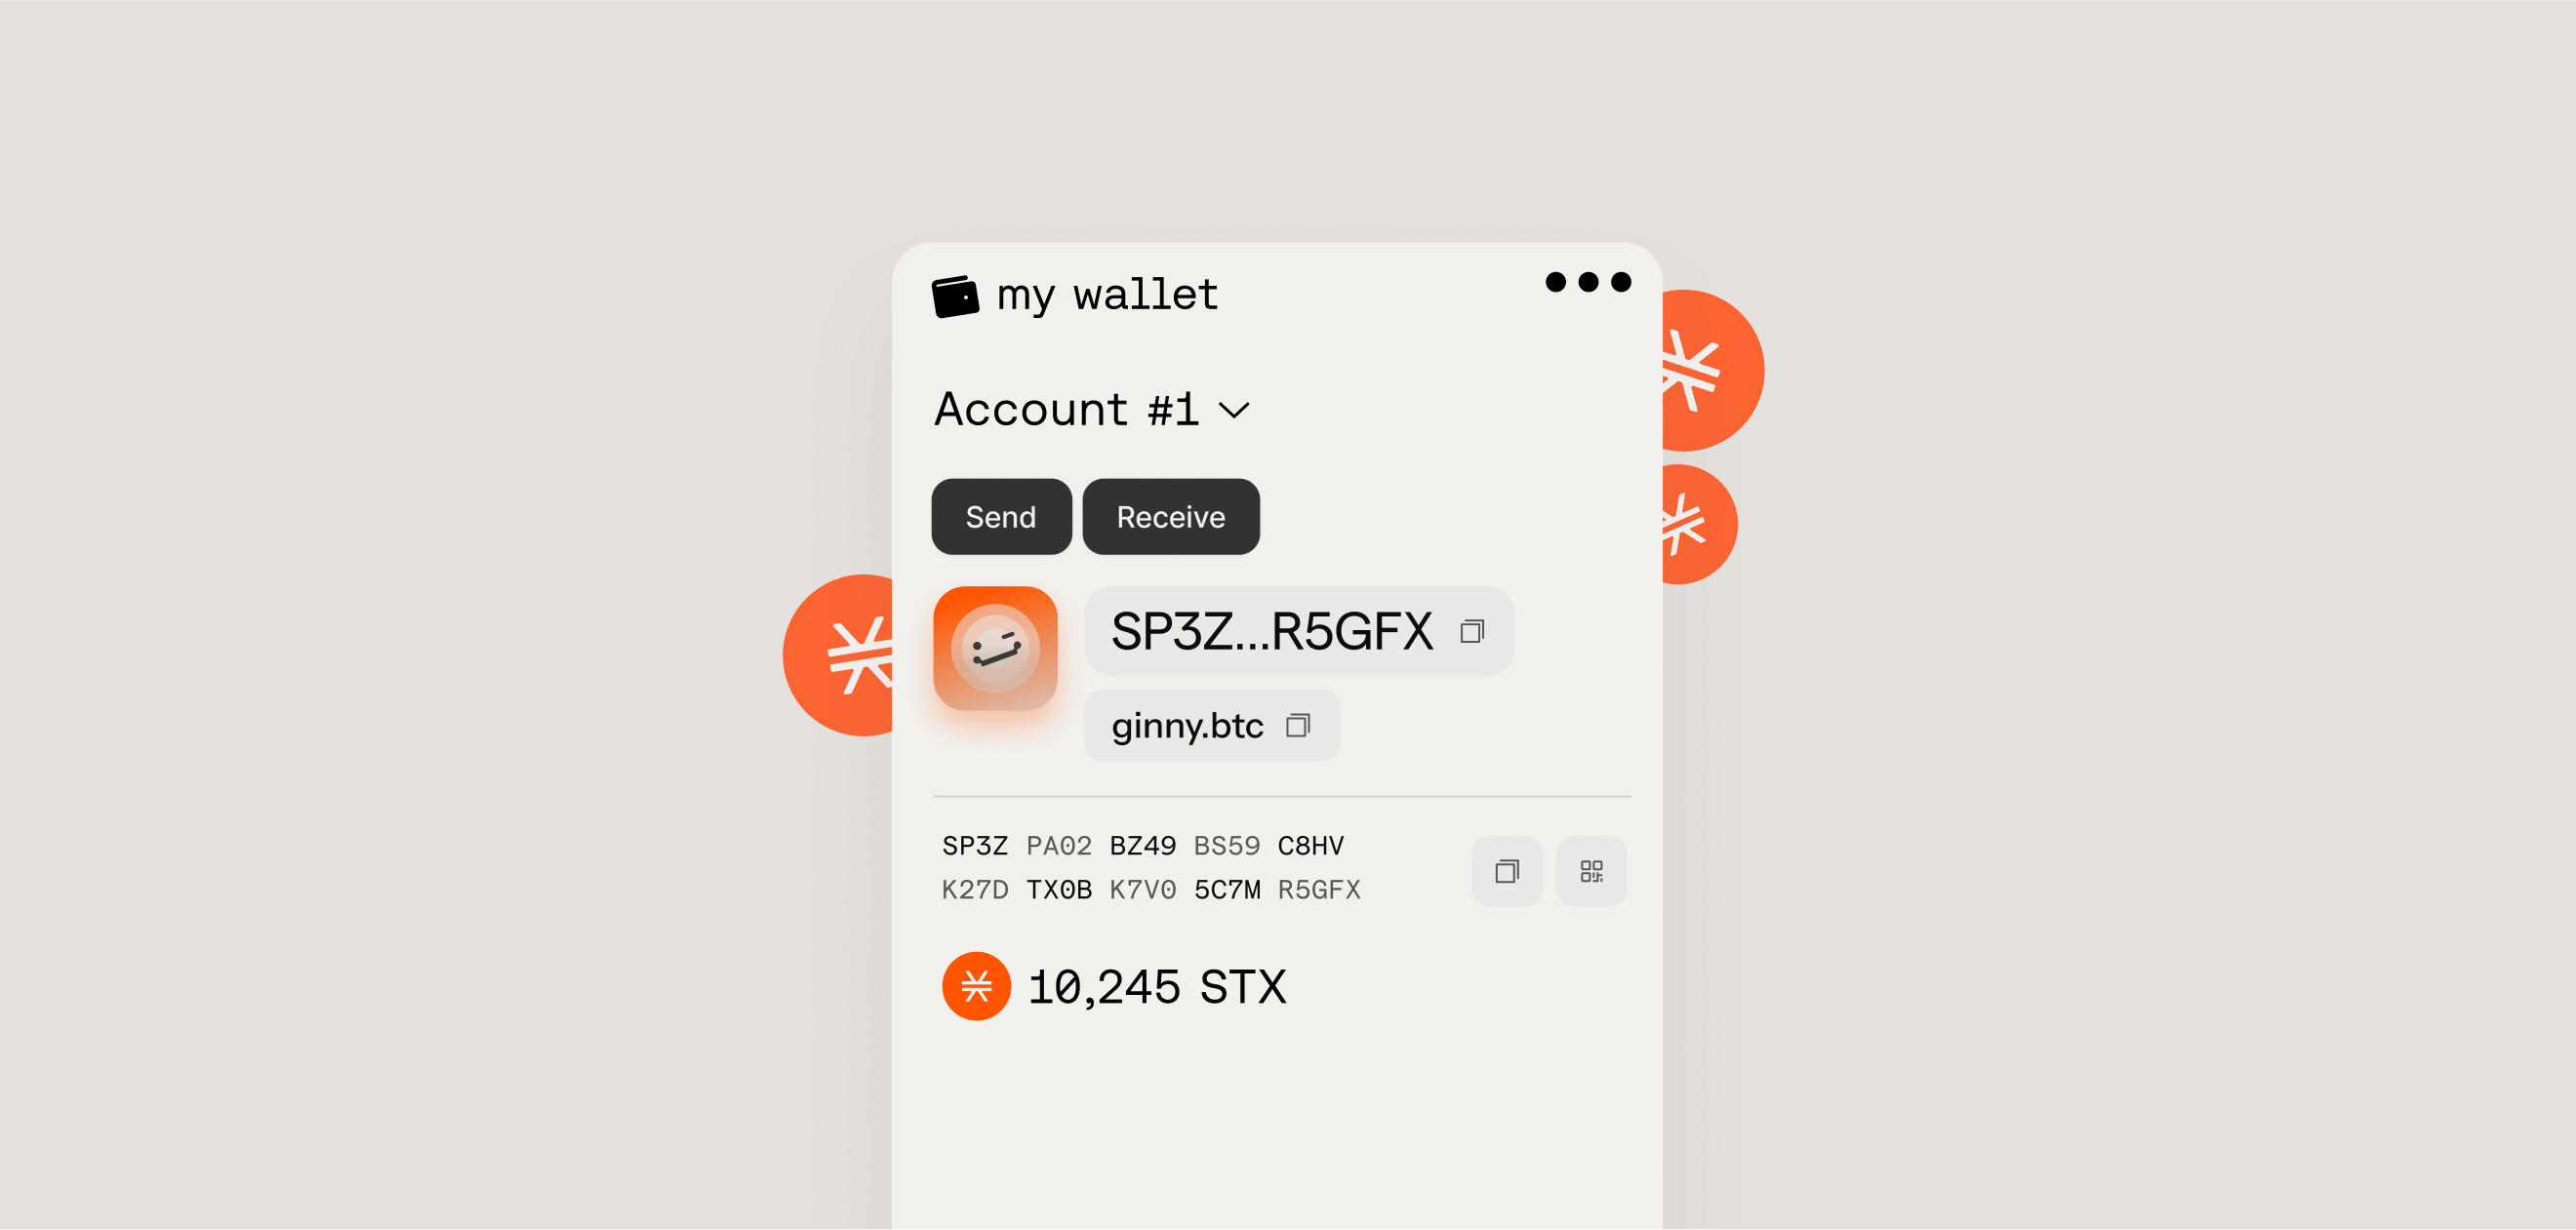 my wallet
Account #1
Send Receive
SP3Z...R5GFX
ginny.btc
SP3Z PA02 BZ49 BS59 C8HV
K27D TX0B K7V0 5C7M R5GFX
10,245 STX